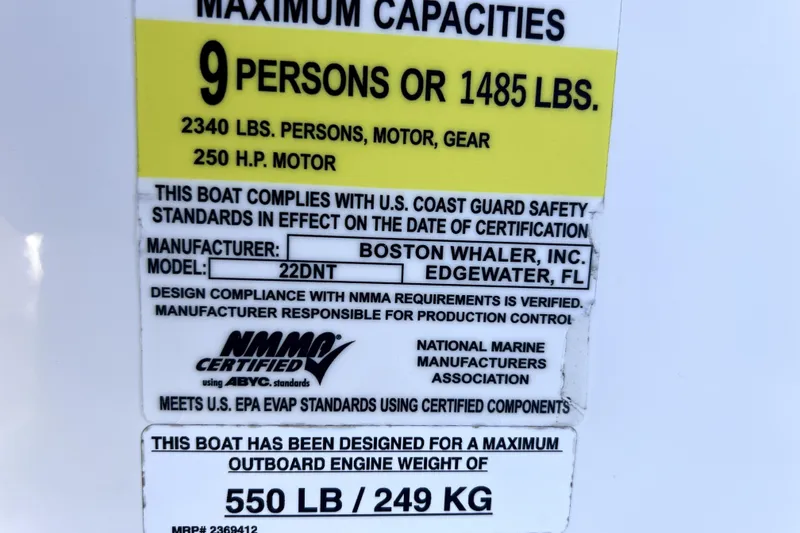 MAXIMUM CAPACITIES
9 PERSONS OR 1485 LBS.
2340 LBS. PERSONS, MOTOR, GEAR
250 H.P. MOTOR
THIS BOAT COMPLIES WITH U.S. COAST GUARD SAFETY
STANDARDS IN EFFECT ON THE DATE OF CERTIFICATION
MANUFACTURER: BOSTON WHALER, INC.
MODEL: 22DNT EDGEWATER, FL
DESIGN COMPLIANCE WITH NMMA REQUIREMENTS IS VERIFIED.
MANUFACTURER RESPONSIBLE FOR PRODUCTION CONTROL
NMMA®
CERTIFIED
using ABYC. standards
NATIONAL MARINE
MANUFACTURERS
ASSOCIATION
MEETS U.S. EPA EVAP STANDARDS USING CERTIFIED COMPONENTS
THIS BOAT HAS BEEN DESIGNED FOR A MAXIMUM
OUTBOARD ENGINE WEIGHT OF
550 LB / 249 KG
MRP# 2369412